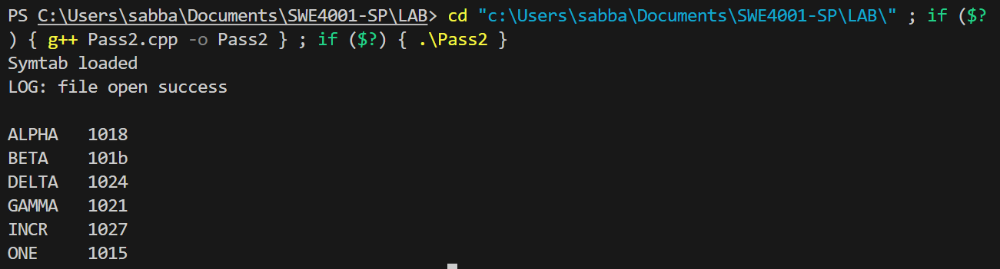 PS C:\Users\sabba\Documents\SWE4001-SP\LAB> cd "c:\Users\sabba\Documents\SWE4001-SP\LAB\" ; if ($?
) { g++ Pass2.cpp -o Pass2 } ; if ($?) { .\Pass2 }
Symtab loaded
LOG: file open success
ALPHA 1018
BETA 101b
DELTA 1024
GAMMA 1021
INCR 1027
ONE 1015